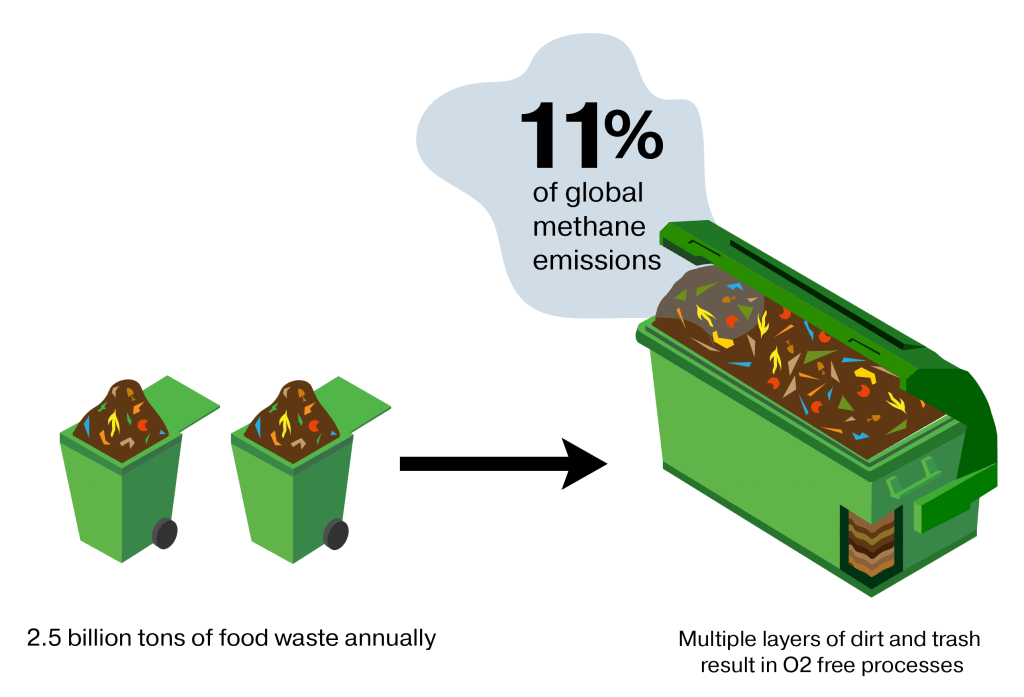 11%
of global
methane
emissions
2.5 billion tons of food waste annually
Multiple layers of dirt and trash
result in O2 free processes